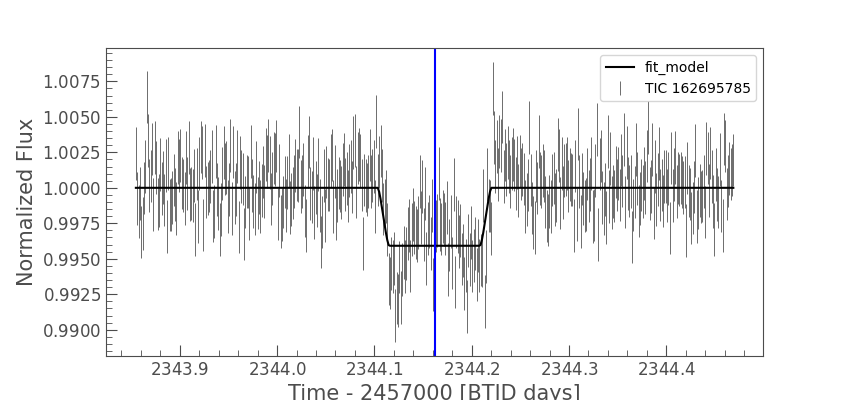 fit_model
TIC 162695785
1.0075
1.0050
1.0025
1.0000
0.9975
0.9950
0.9925
0.9900
Normalized Flux
2343.9 2344.0 2344.1 2344.2 2344.3 2344.4
Time - 2457000 [BTJD days]